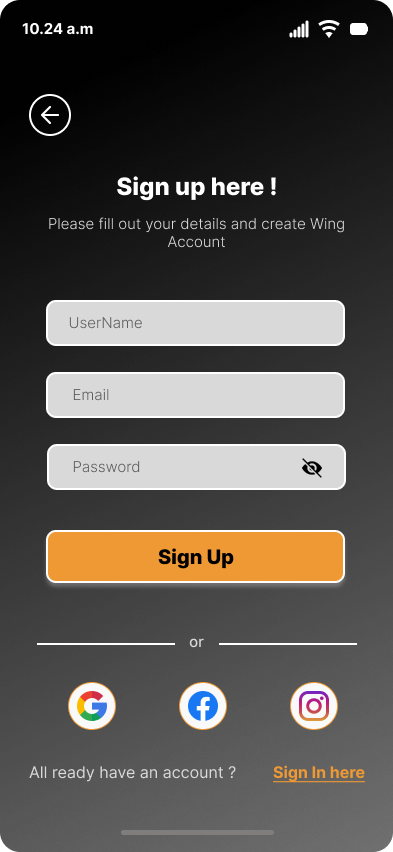 10.24 a.m
Sign up here !
Please fill out your details and create Wing
Account
UserName
Email
Password
Sign Up
or
All ready have an account ?
Sign In here